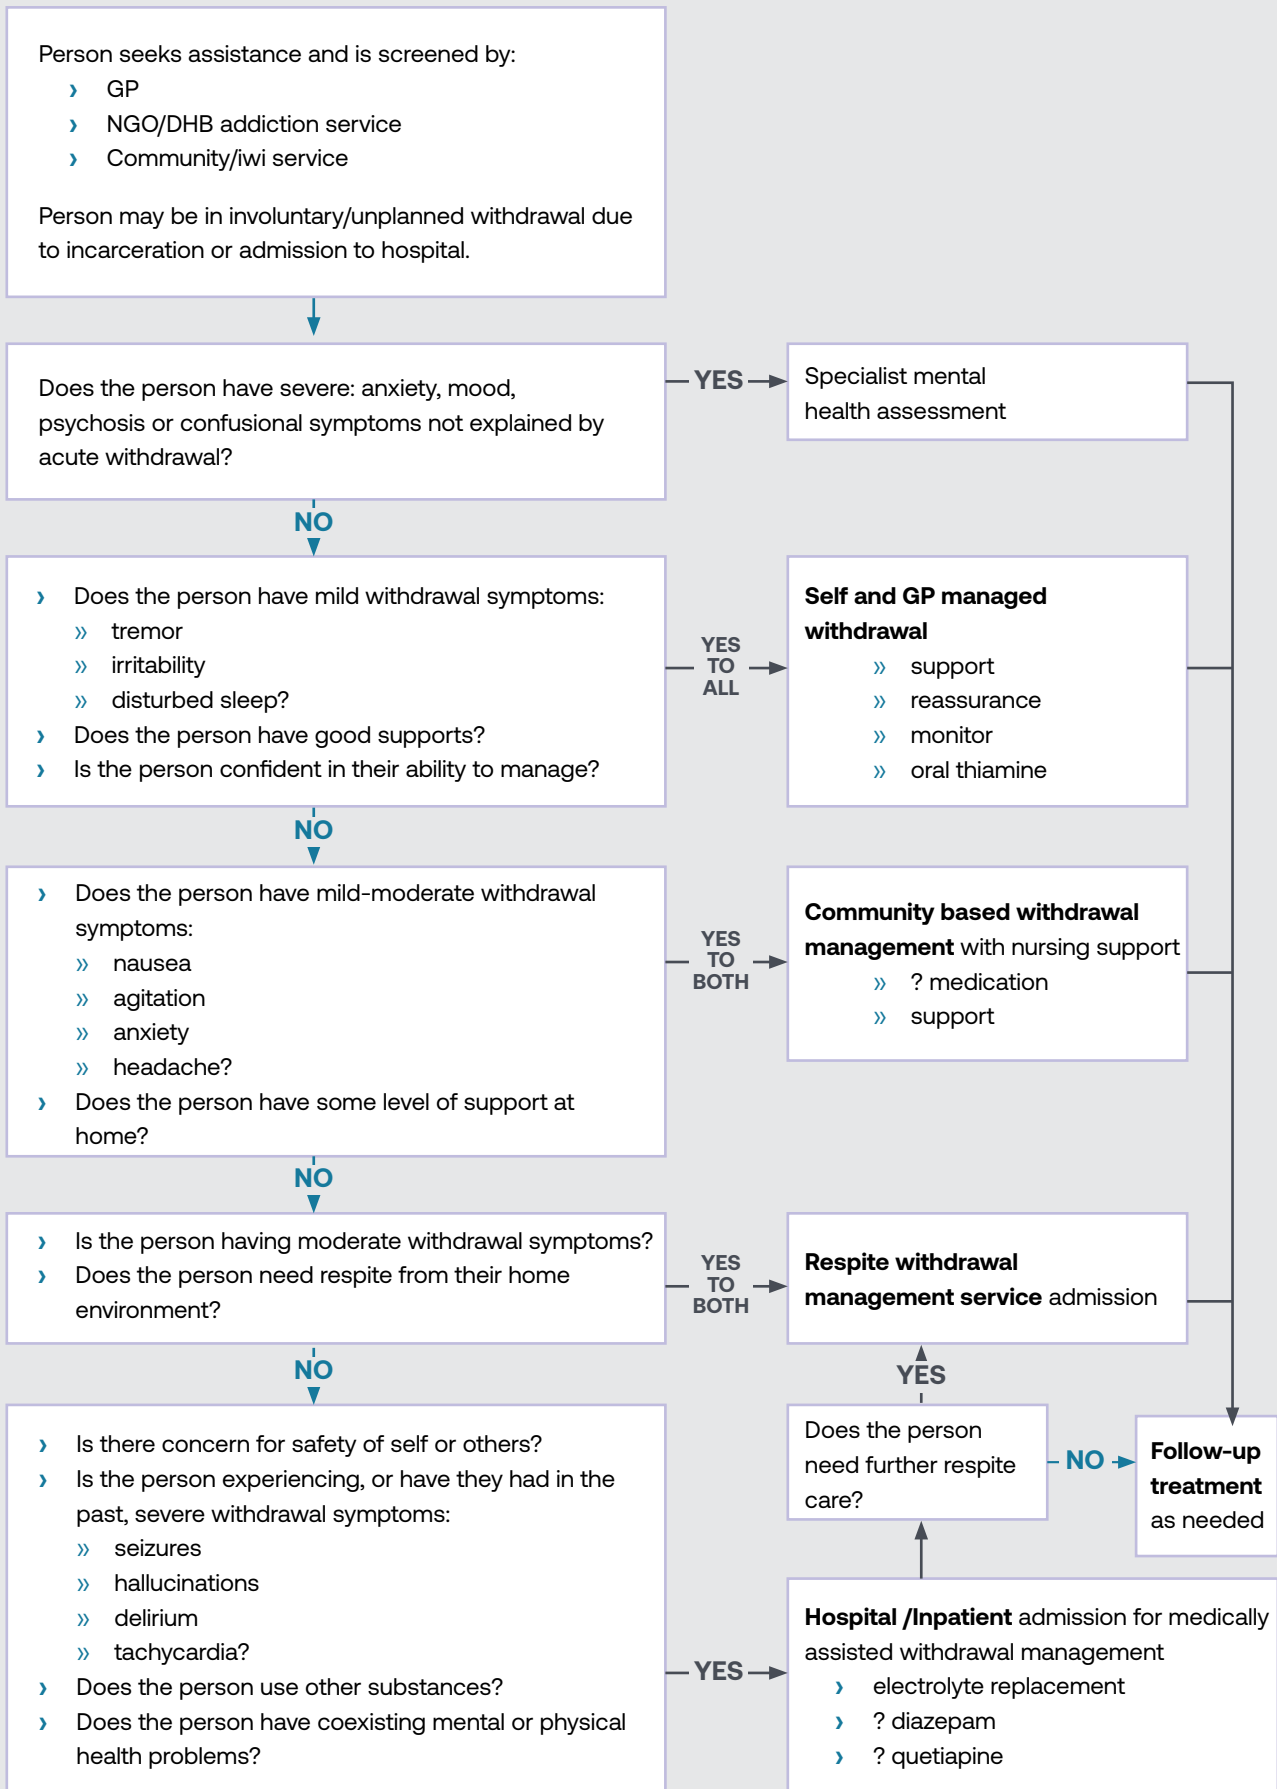 Person seeks assistance and is screened by:
› GP
› NGO/DHB addiction service
› Community/iwi service
Person may be in involuntary/unplanned withdrawal due
to incarceration or admission to hospital.
Does the person have severe: anxiety, mood,
psychosis or confusional symptoms not explained by
acute withdrawal?
YES
Specialist mental
health assessment
NO
› Does the person have mild withdrawal symptoms:
» tremor
» irritability
» disturbed sleep?
› Does the person have good supports?
› Is the person confident in their ability to manage?
YES
TO
ALL
Self and GP managed
withdrawal
» support
» reassurance
» monitor
» oral thiamine
NO
› Does the person have mild-moderate withdrawal
symptoms:
» nausea
» agitation
» anxiety
» headache?
› Does the person have some level of support at
home?
YES
TO
BOTH
Community based withdrawal
management with nursing support
» ? medication
» support
NO
› Is the person having moderate withdrawal symptoms?
› Does the person need respite from their home
environment?
YES
TO
BOTH
Respite withdrawal
management service admission
NO
YES
› Is there concern for safety of self or others?
› Is the person experiencing, or have they had in the
past, severe withdrawal symptoms:
» seizures
» hallucinations
» delirium
» tachycardia?
› Does the person use other substances?
› Does the person have coexisting mental or physical
health problems?
Does the person
need further respite
care?
NO
Follow-up
treatment
as needed
YES
Hospital /Inpatient admission for medically
assisted withdrawal management
› electrolyte replacement
› ? diazepam
› ? quetiapine